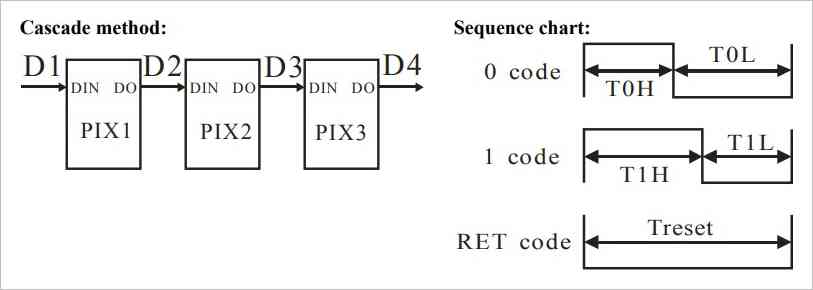 Cascade method:
D1 D2 D3 D4
DIN DO DIN DO DIN DO
PIX1 PIX2 PIX3
Sequence chart:
0 code T0H T0L
1 code T1H T1L
RET code Treset